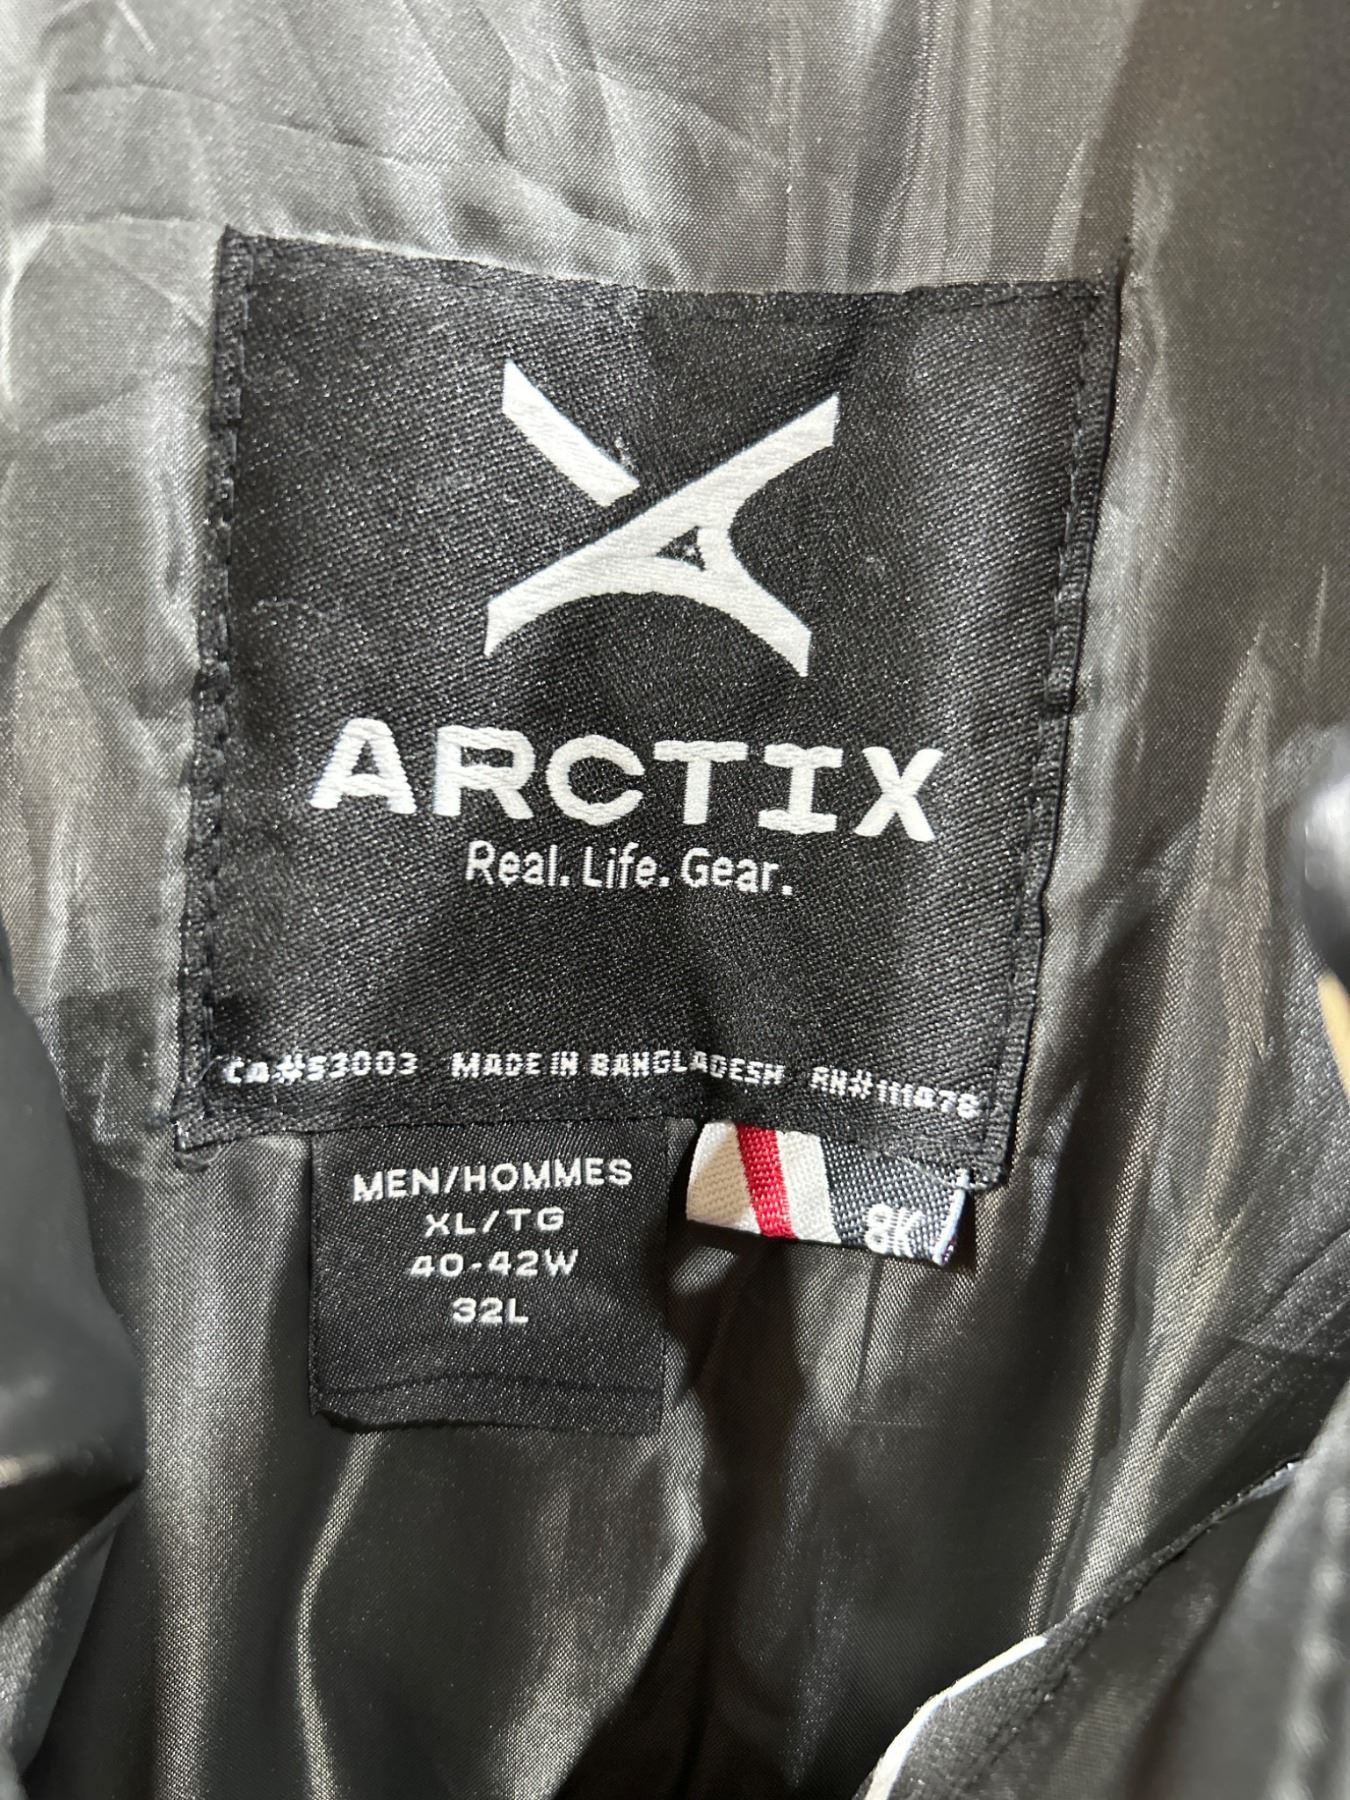 ARCTIX
Real. Life. Gear.
CA#53003 MADE IN BANGLADESH RN#111478
MEN/HOMMES
XL/TG
40-42W
32L
8K